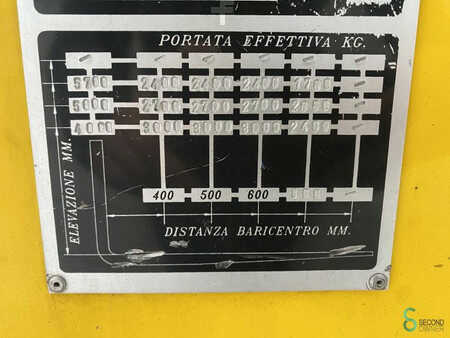 PORTATA EFFETTIVA KG.
- - - - - -
5700 2400 2400 2400 -
5000 2700 2700 2700 -
4000 3000 3000 3000 2400 -
400 500 600 -
ELEVAZIONE MM.
DISTANZA BARICENTRO MM.
SECOND